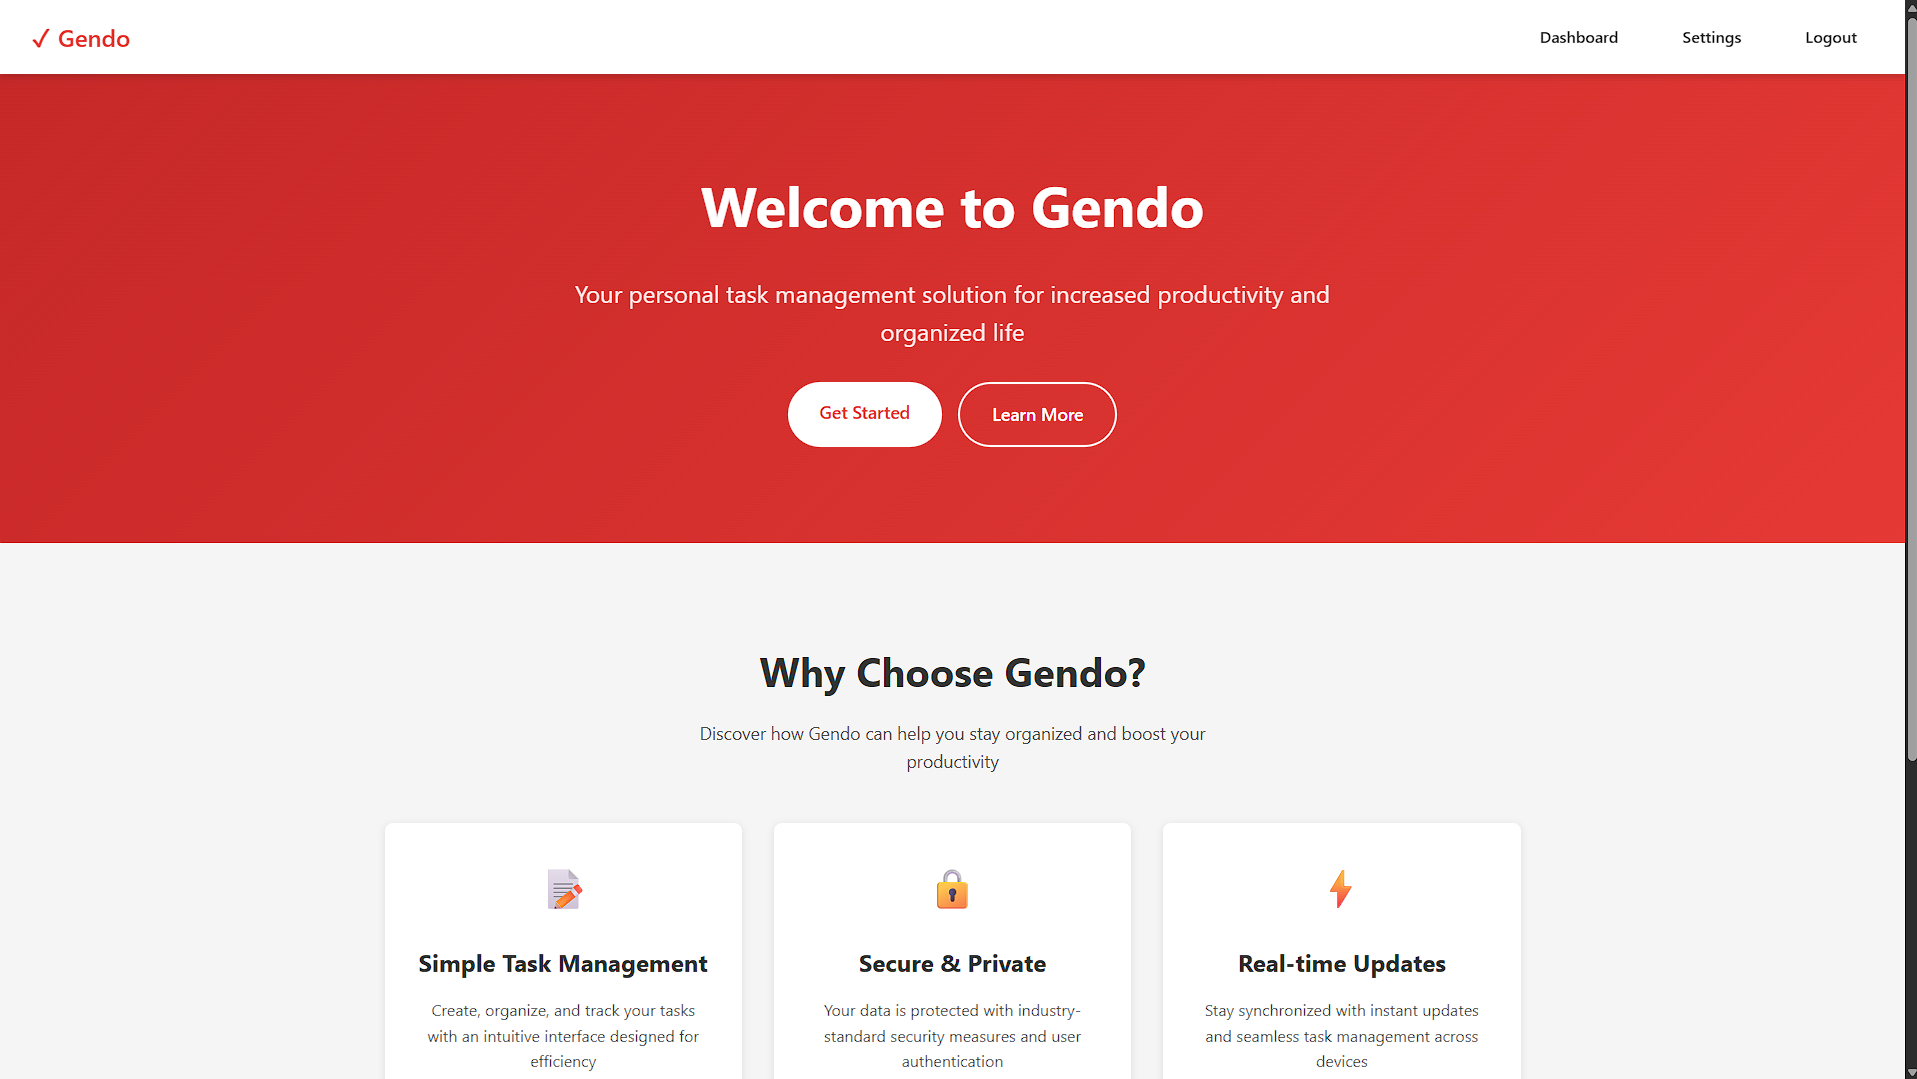 ✓ Gendo
Dashboard
Settings
Logout
Welcome to Gendo
Your personal task management solution for increased productivity and
organized life
Get Started
Learn More
Why Choose Gendo?
Discover how Gendo can help you stay organized and boost your
productivity
Simple Task Management
Create, organize, and track your tasks
with an intuitive interface designed for
efficiency
Secure & Private
Your data is protected with industry-
standard security measures and user
authentication
Real-time Updates
Stay synchronized with instant updates
and seamless task management across
devices